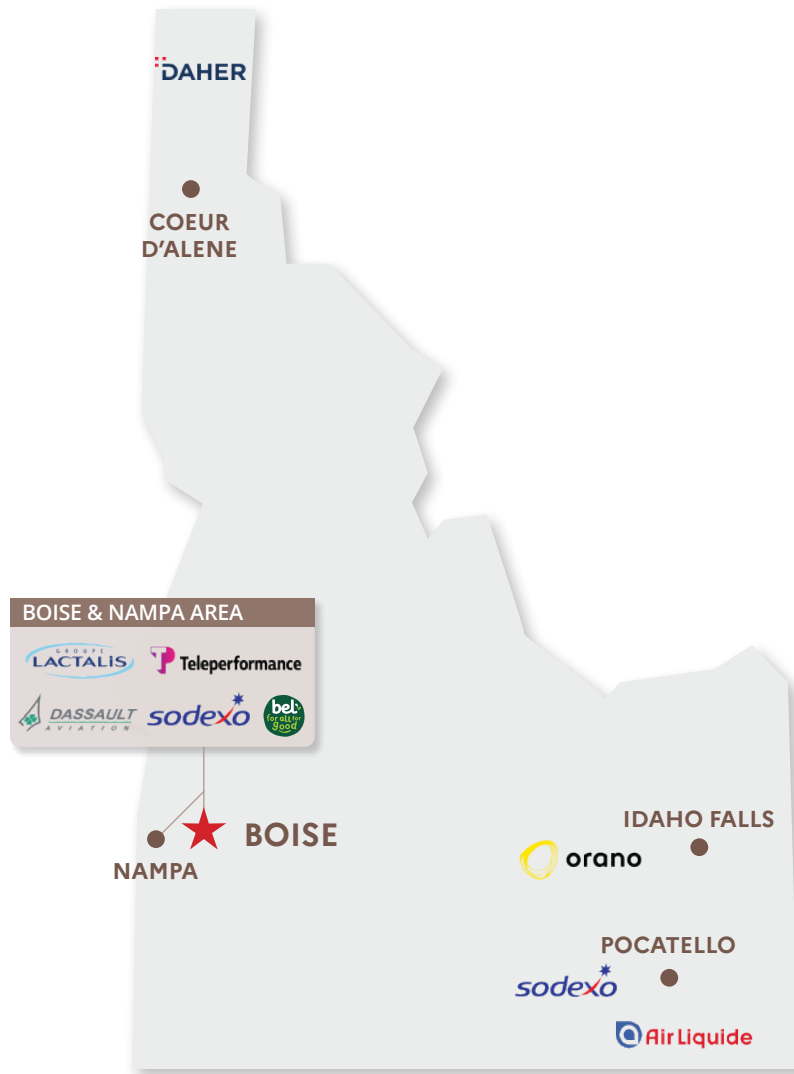 DAHER
COEUR
D'ALENE
BOISE & NAMPA AREA
GROUPE
LACTALIS
Teleperformance
DASSAULT
AVIATION
sodexo
bel
for all for
good
BOISE
NAMPA
IDAHO FALLS
orano
POCATELLO
sodexo
Air Liquide